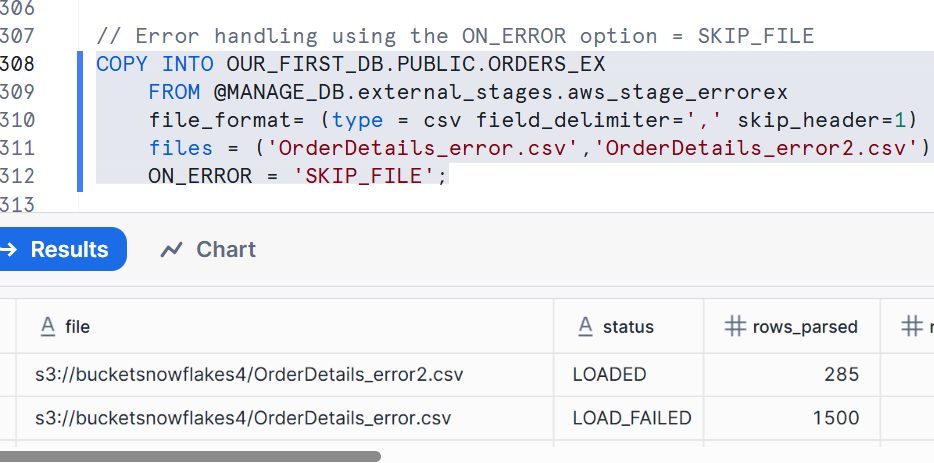 306
307 // Error handling using the ON_ERROR option = SKIP_FILE
308 COPY INTO OUR_FIRST_DB.PUBLIC.ORDERS_EX
309 FROM @MANAGE_DB.external_stages.aws_stage_errorex
310 file_format= (type = csv field_delimiter=',' skip_header=1)
311 files = ('OrderDetails_error.csv','OrderDetails_error2.csv')
312 ON_ERROR = 'SKIP_FILE';
313
Results Chart
file status rows_parsed
s3://bucketsnowflakes4/OrderDetails_error2.csv LOADED 285
s3://bucketsnowflakes4/OrderDetails_error.csv LOAD_FAILED 1500